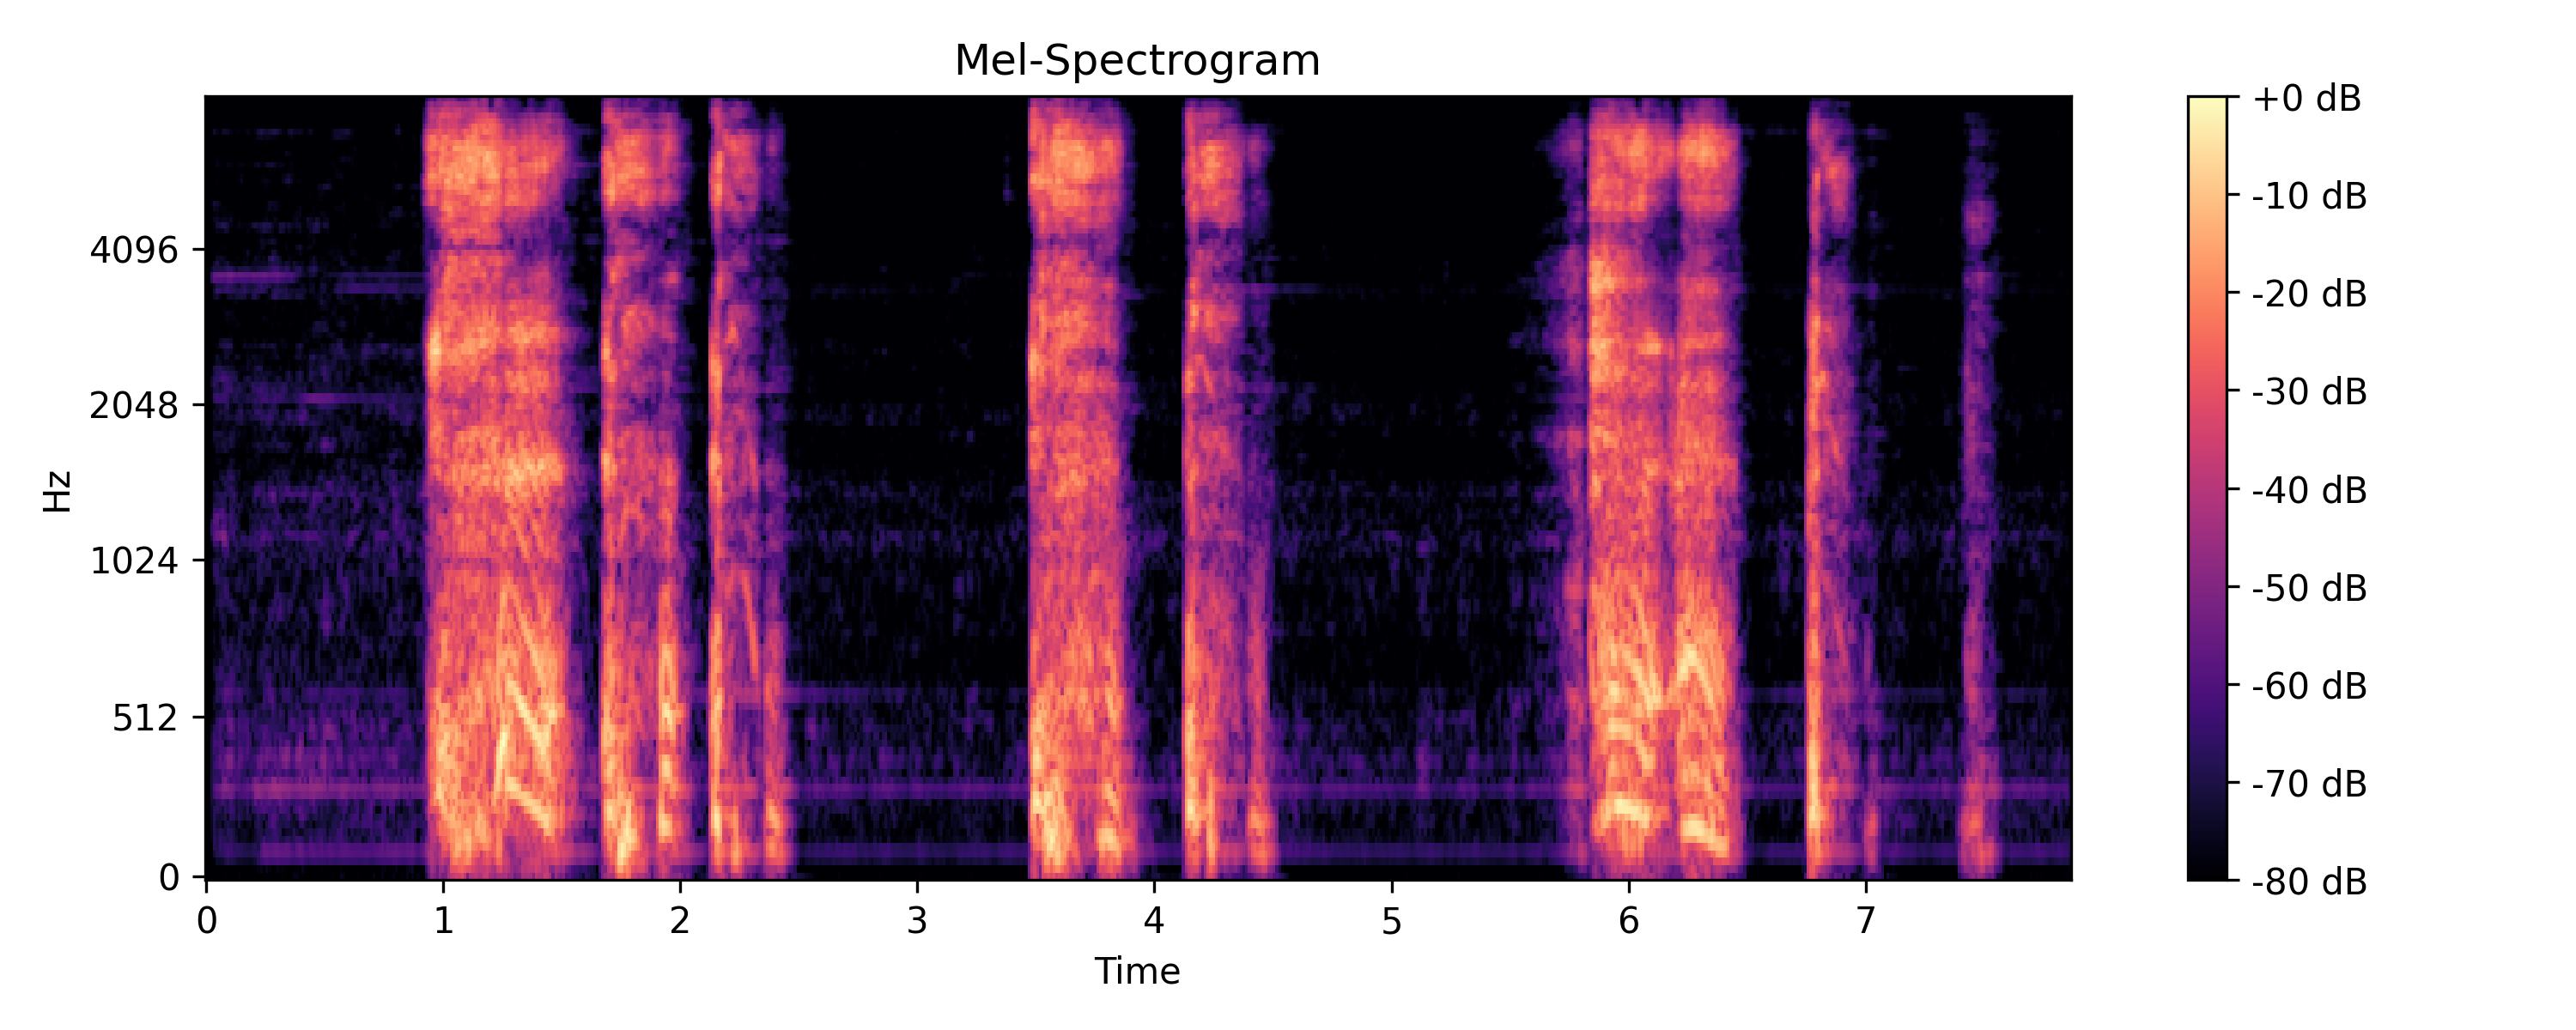 Mel-Spectrogram
+0 dB
-10 dB
-20 dB
-30 dB
-40 dB
-50 dB
-60 dB
-70 dB
-80 dB
4096
2048
1024
512
0
Hz
0 1 2 3 4 5 6 7
Time